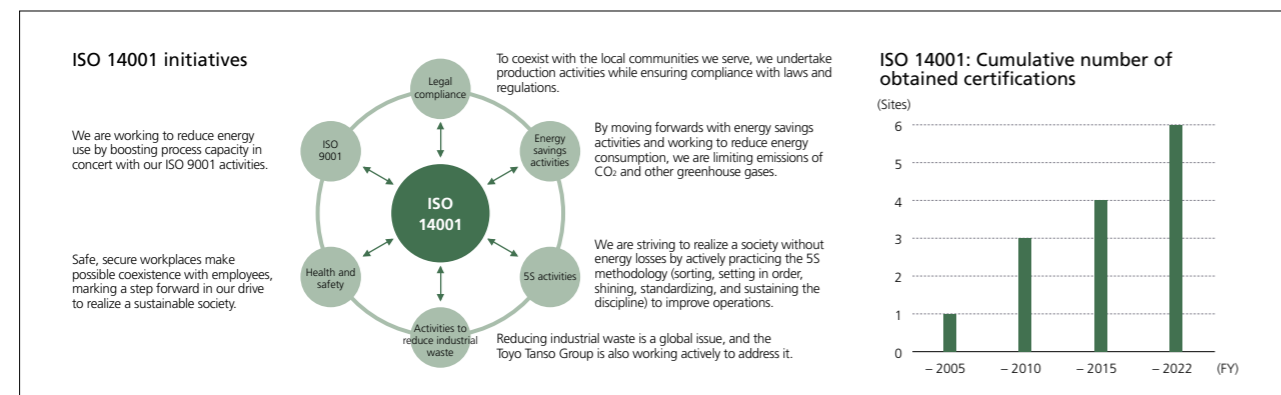 ISO 14001 initiatives
We are working to reduce energy
use by boosting process capacity in
concert with our ISO 9001 activities.
Safe, secure workplaces make
possible coexistence with employees,
marking a step forward in our drive
to realize a sustainable society.
Legal
compliance
ISO
9001
Energy
savings
activities
ISO
14001
Health and
safety
5S activities
Activities to
reduce industrial
waste
To coexist with the local communities we serve, we undertake
production activities while ensuring compliance with laws and
regulations.
By moving forwards with energy savings
activities and working to reduce energy
consumption, we are limiting emissions of
CO₂ and other greenhouse gases.
We are striving to realize a society without
energy losses by actively practicing the 5S
methodology (sorting, setting in order,
shining, standardizing, and sustaining the
discipline) to improve operations.
Reducing industrial waste is a global issue, and the
Toyo Tanso Group is also working actively to address it.
ISO 14001: Cumulative number of
obtained certifications
(Sites)
6
5
4
3
2
1
0
– 2005 – 2010 – 2015 – 2022 (FY)